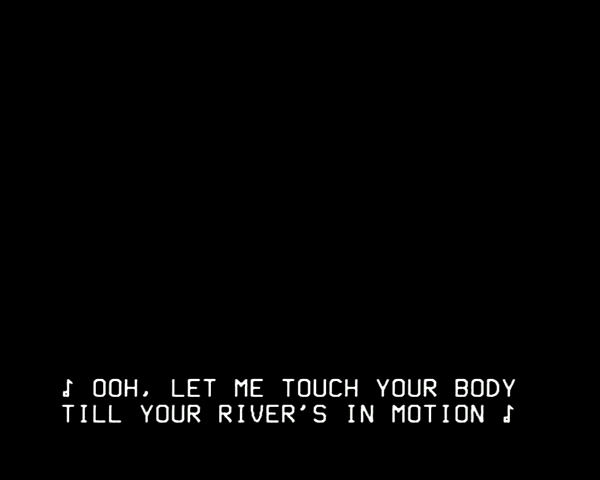 ♪ OOH, LET ME TOUCH YOUR BODY
TILL YOUR RIVER'S IN MOTION ♪